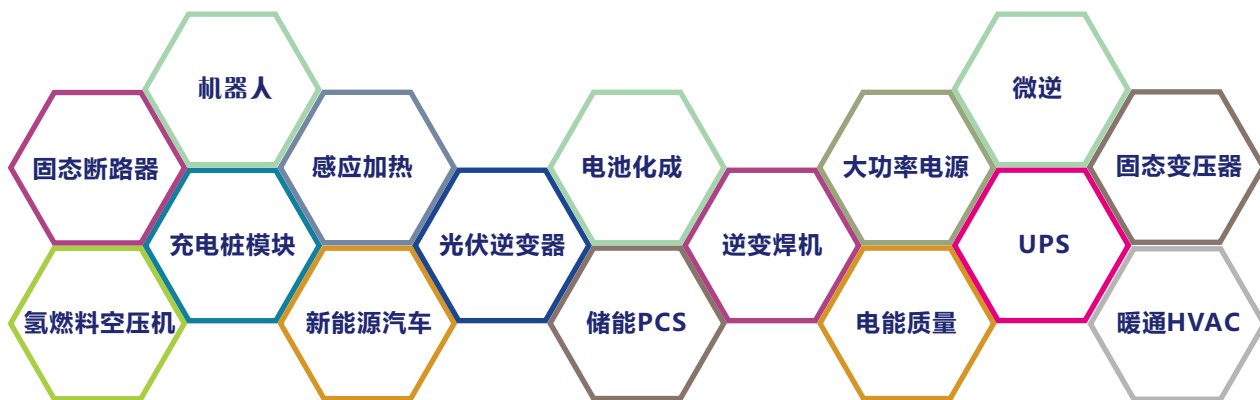 机器人
微逆
固态断路器
感应加热
电池化成
大功率电源
固态变压器
充电桩模块
光伏逆变器
逆变焊机
UPS
氢燃料空压机
新能源汽车
储能PCS
电能质量
暖通HVAC